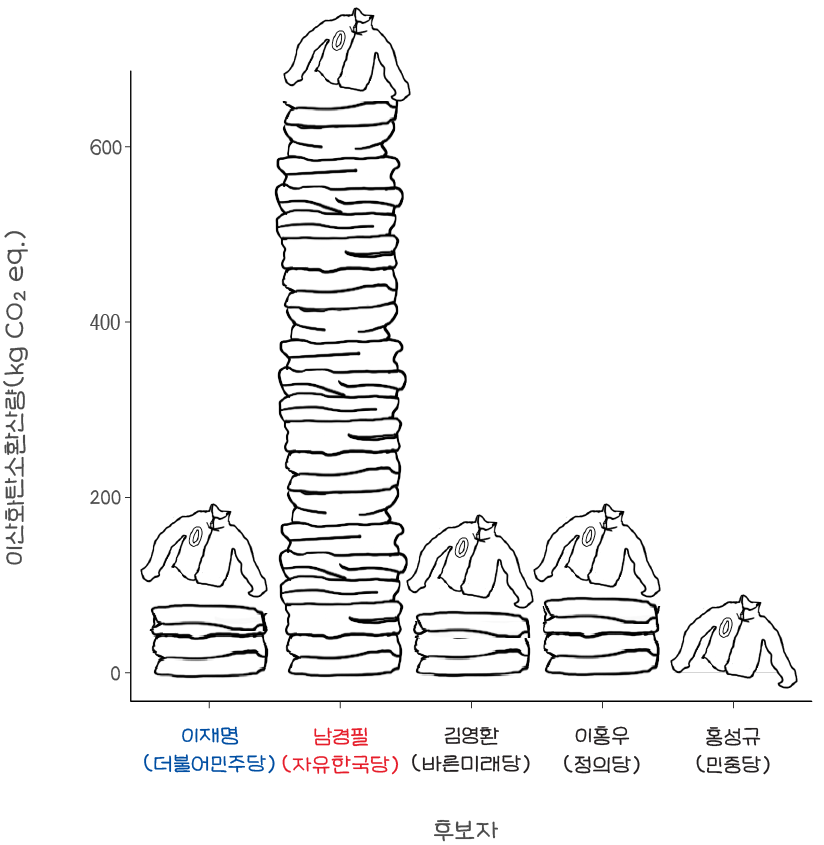 이산화탄소환산량(kg CO₂ eq.)
600
400
200
0
이재명
(더불어민주당)
남경필
(자유한국당)
김영환
(바른미래당)
이홍우
(정의당)
홍성규
(민중당)
후보자